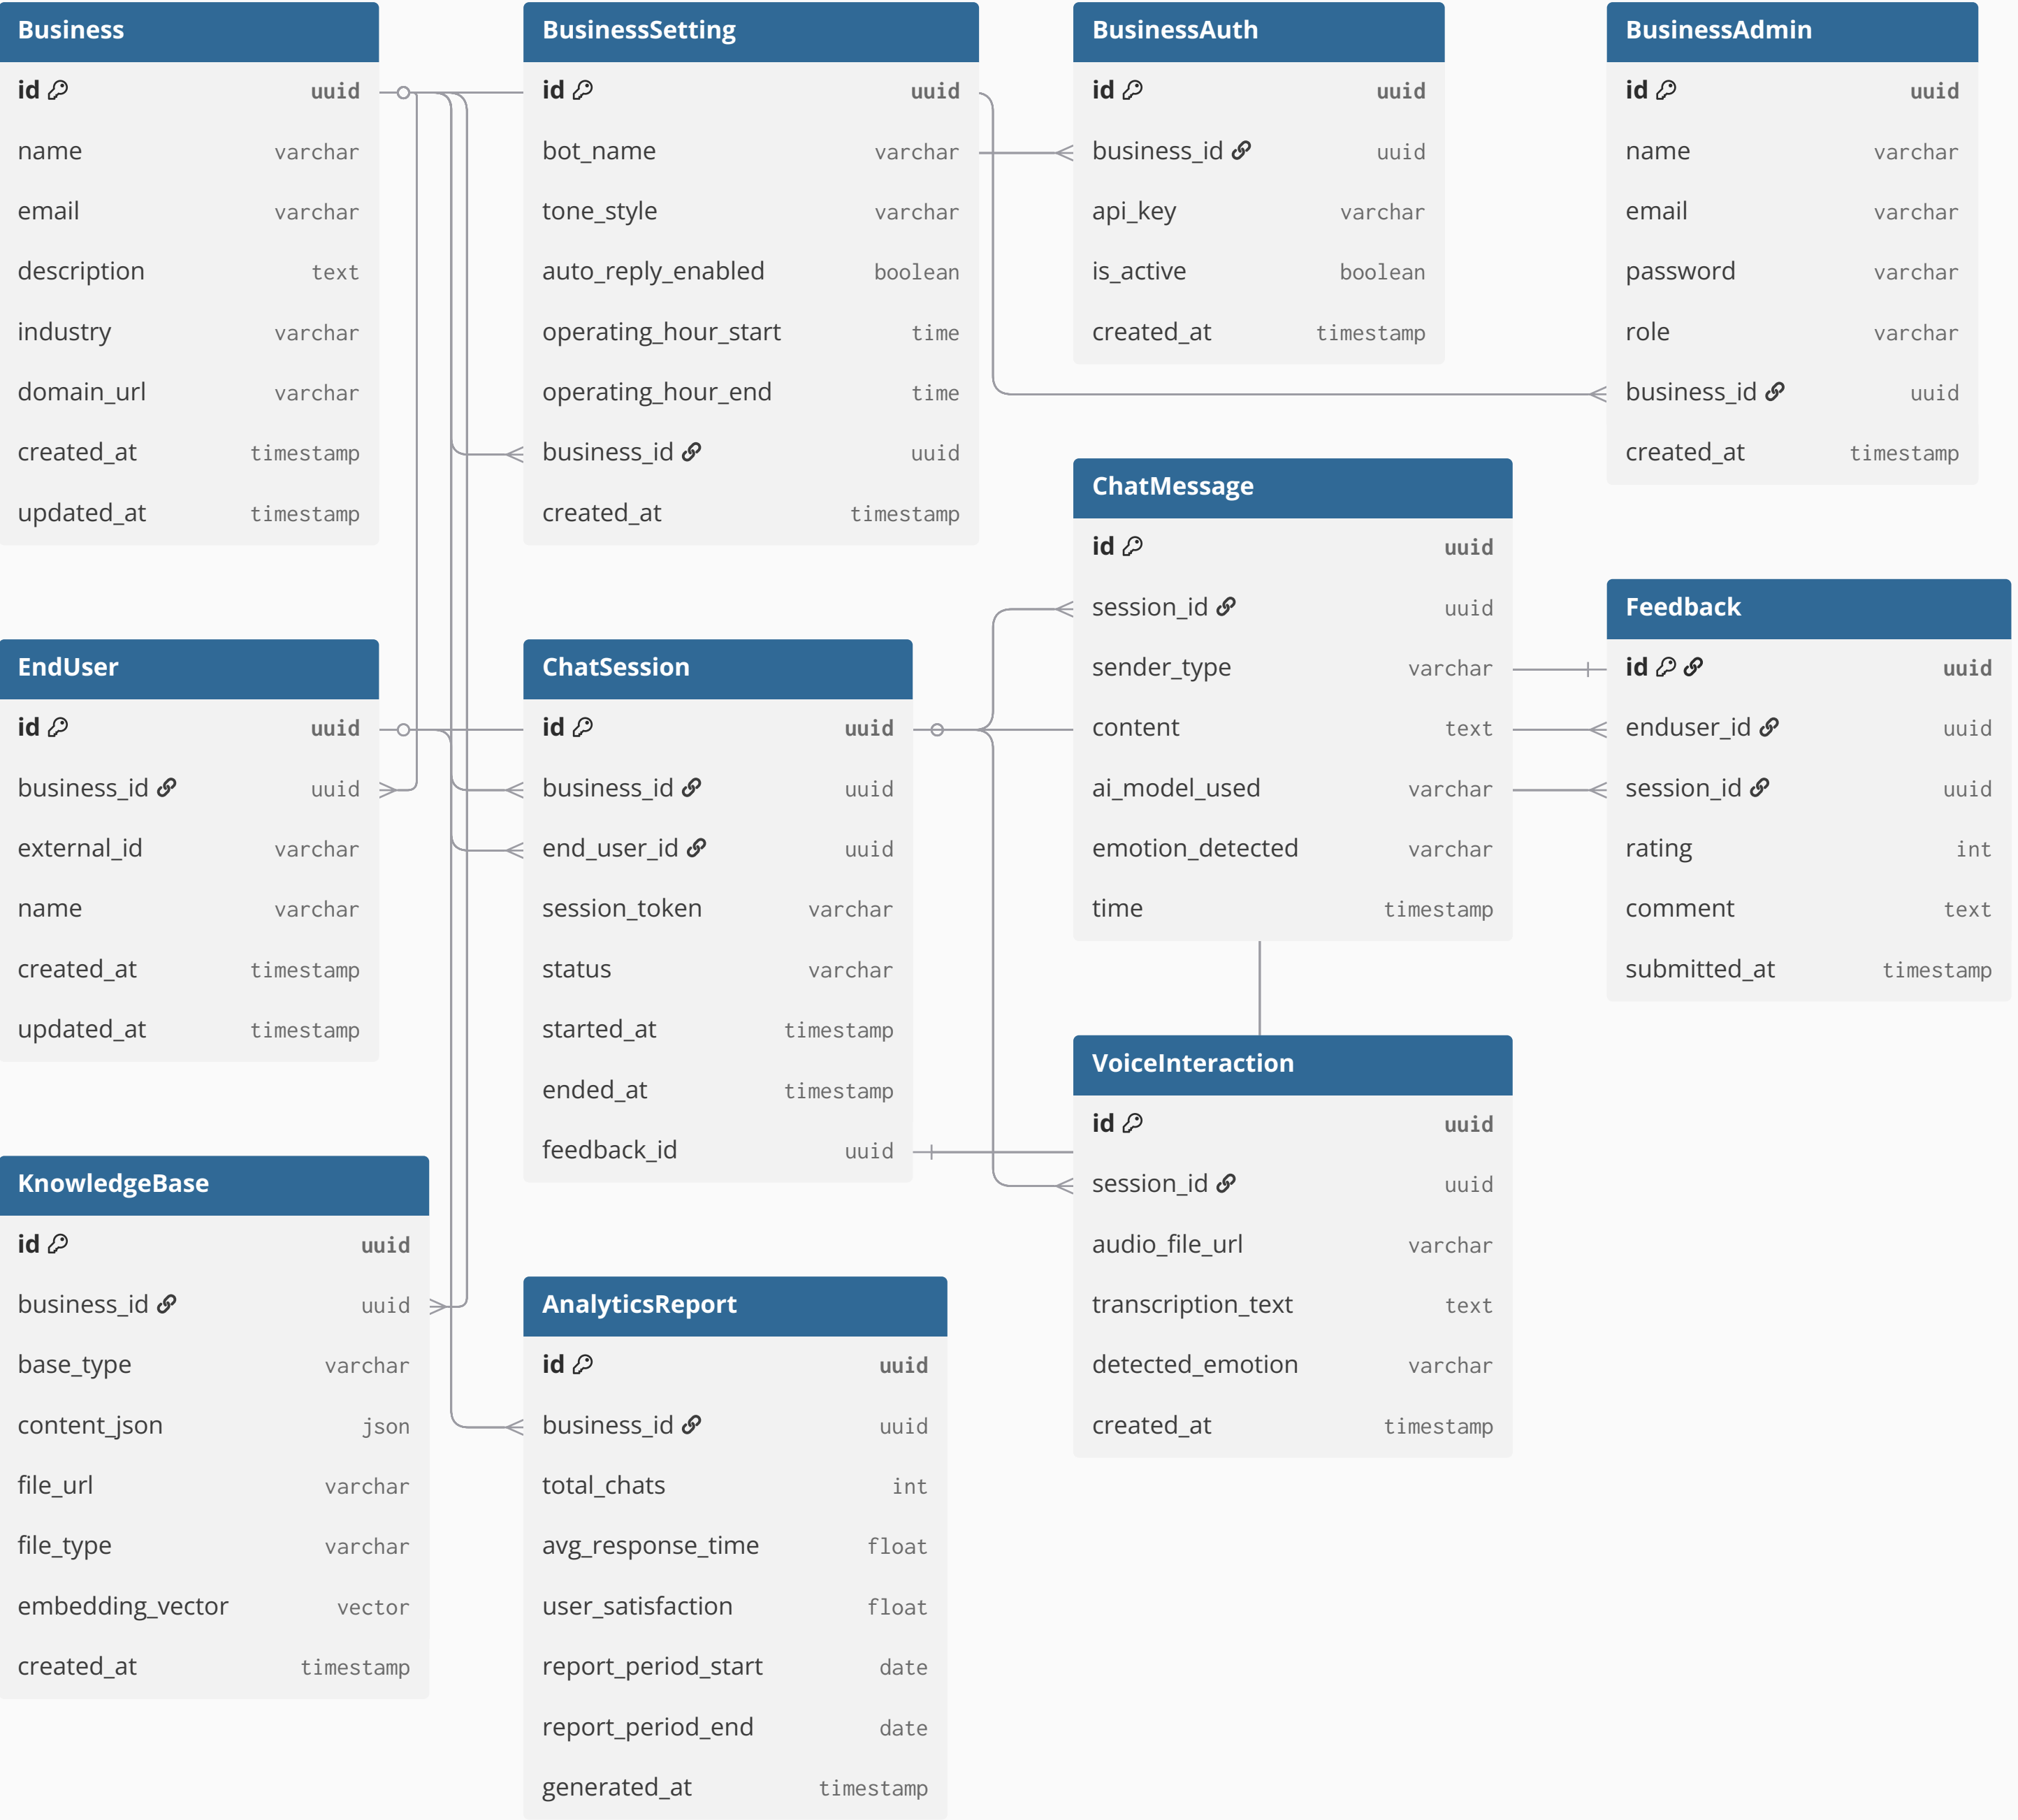 Business
id uuid
name varchar
email varchar
description text
industry varchar
domain_url varchar
created_at timestamp
updated_at timestamp
BusinessSetting
id uuid
bot_name varchar
tone_style varchar
auto_reply_enabled boolean
operating_hour_start time
operating_hour_end time
business_id uuid
created_at timestamp
BusinessAuth
id uuid
business_id uuid
api_key varchar
is_active boolean
created_at timestamp
BusinessAdmin
id uuid
name varchar
email varchar
password varchar
role varchar
business_id uuid
created_at timestamp
EndUser
id uuid
business_id uuid
external_id varchar
name varchar
created_at timestamp
updated_at timestamp
ChatSession
id uuid
business_id uuid
end_user_id uuid
session_token varchar
status varchar
started_at timestamp
ended_at timestamp
feedback_id uuid
ChatMessage
id uuid
session_id uuid
sender_type varchar
content text
ai_model_used varchar
emotion_detected varchar
time timestamp
Feedback
id uuid
enduser_id uuid
session_id uuid
rating int
comment text
submitted_at timestamp
KnowledgeBase
id uuid
business_id uuid
base_type varchar
content_json json
file_url varchar
file_type varchar
embedding_vector vector
created_at timestamp
AnalyticsReport
id uuid
business_id uuid
total_chats int
avg_response_time float
user_satisfaction float
report_period_start date
report_period_end date
generated_at timestamp
VoiceInteraction
id uuid
session_id uuid
audio_file_url varchar
transcription_text text
detected_emotion varchar
created_at timestamp